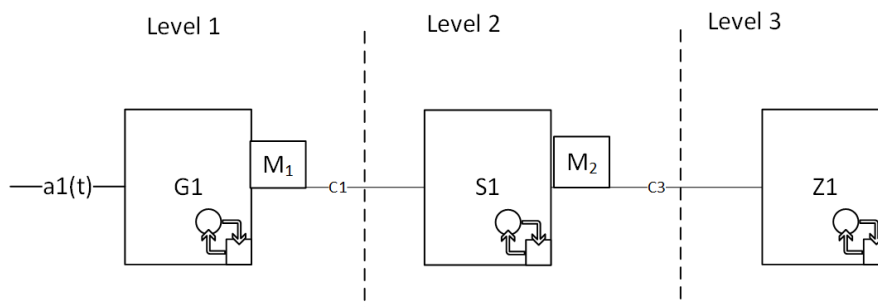 Level 1
Level 2
Level 3
a1(t)
G1
M₁
C1
S1
M₂
C3
Z1